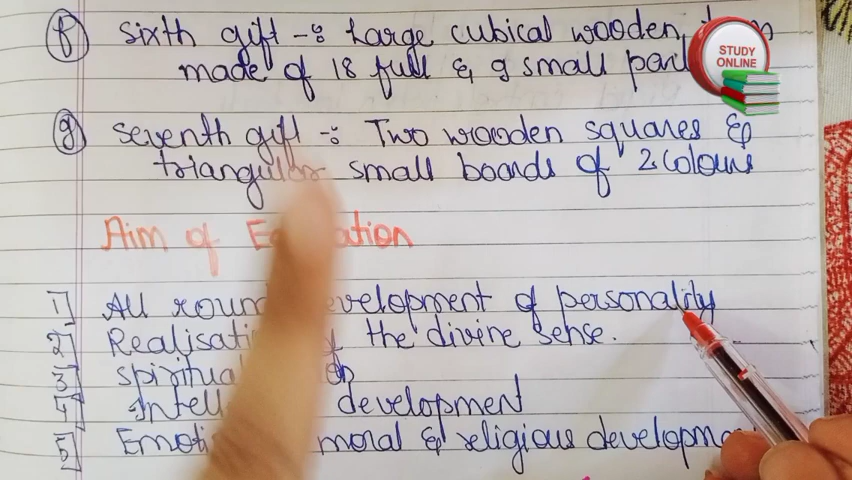 f) Sixth gift -: Large cubical wooden
made of 18 full & 9 small
g) Seventh gift -: Two wooden squares &
triangular small boards of 2 colours
Aim of
1] All development of personality
2] the divine sense.
3]
4] development
5] moral & religious
STUDY
ONLINE